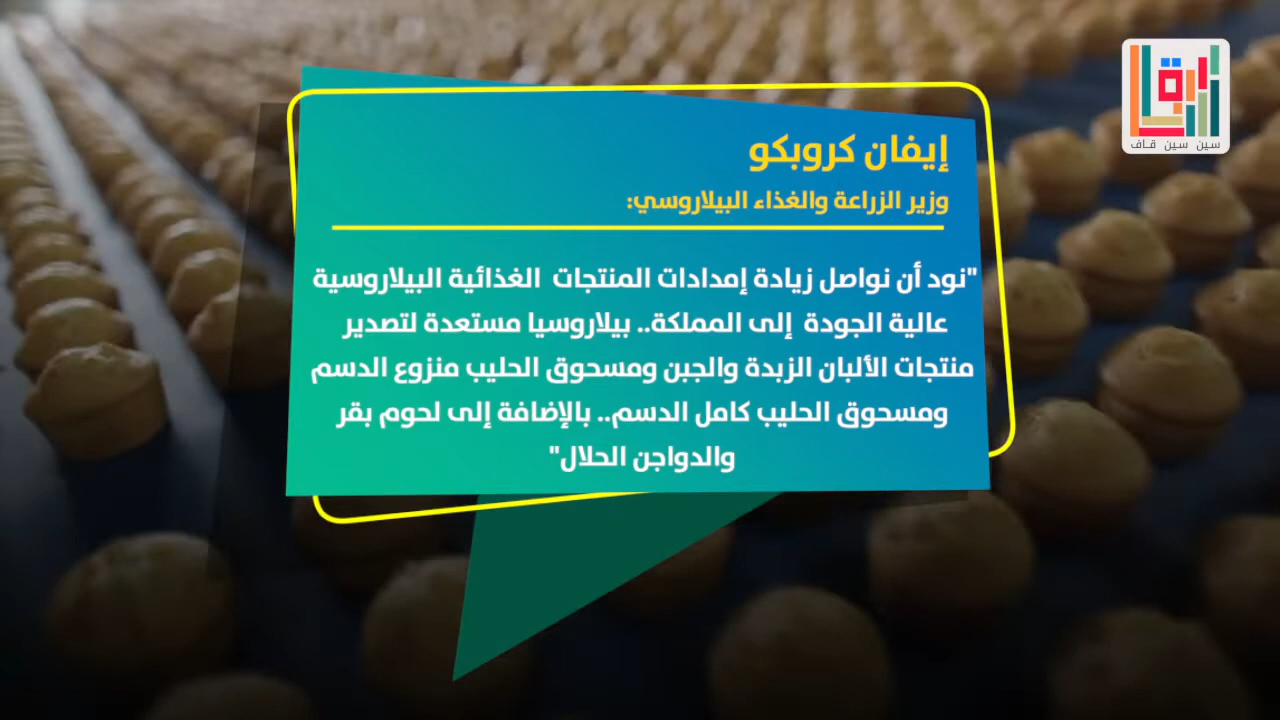 سين سين قاف
إيفان كروبكو
وزير الزراعة والغذاء البيلاروسي:
"نود أن نواصل زيادة إمدادات المنتجات الغذائية البيلاروسية
عالية الجودة إلى المملكة.. بيلاروسيا مستعدة لتصدير
منتجات الألبان الزبدة والجبن ومسحوق الحليب منزوع الدسم
ومسحوق الحليب كامل الدسم.. بالإضافة إلى لحوم بقر
والدواجن الحلال"